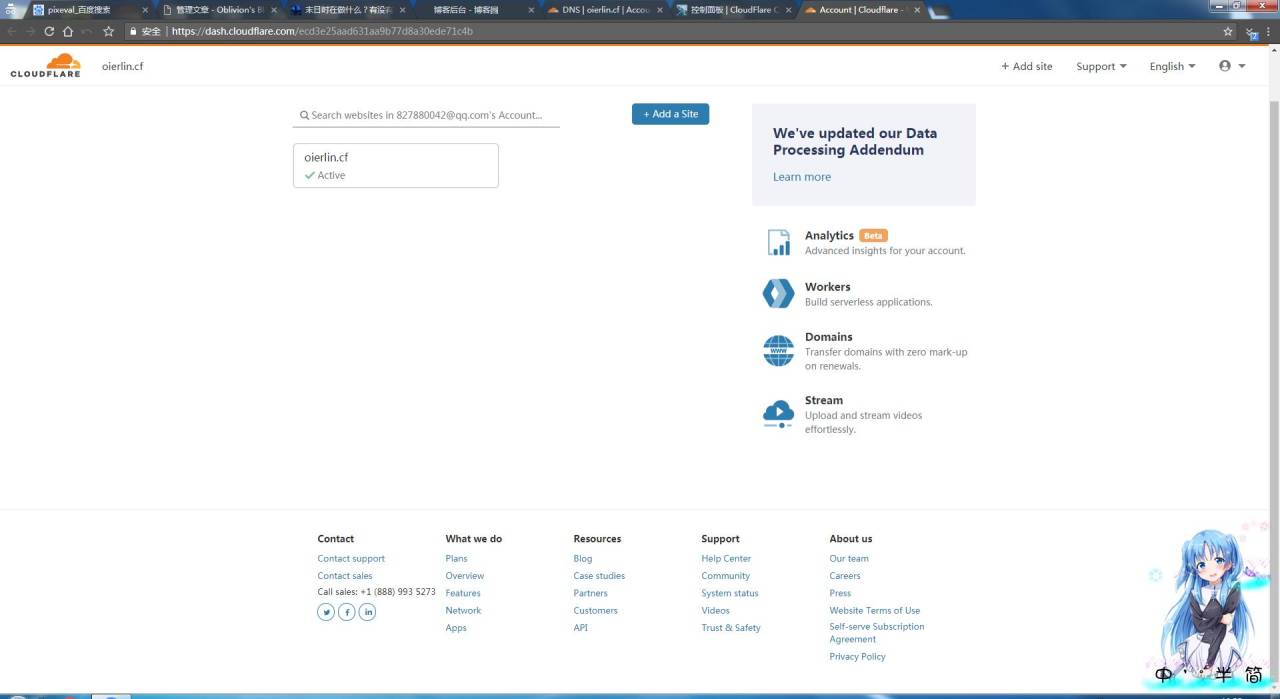 pixeval_百度搜索
管理文章 - Oblivion's Bl
末日时在做什么？有没有
博客后台 - 博客园
DNS | oierlin.cf | Accou
控制面板 | CloudFlare C
Account | Cloudflare -
安全 | https://dash.cloudflare.com/ecd3e25aad631aa9b77d8a30ede71c4b
CLOUDFLARE
oierlin.cf
+ Add site
Support
English
Search websites in 827880042@qq.com's Account...
+ Add a Site
oierlin.cf
Active
We've updated our Data
Processing Addendum
Learn more
Analytics Beta
Advanced insights for your account.
Workers
Build serverless applications.
WWW
Domains
Transfer domains with zero mark-up
on renewals.
Stream
Upload and stream videos
effortlessly.
Contact
Contact support
Contact sales
Call sales: +1 (888) 993 5273
What we do
Plans
Overview
Features
Network
Apps
Resources
Blog
Case studies
Partners
Customers
API
Support
Help Center
Community
System status
Videos
Trust & Safety
About us
Our team
Careers
Press
Website Terms of Use
Self-serve Subscription
Agreement
Privacy Policy
中 ' 半 简